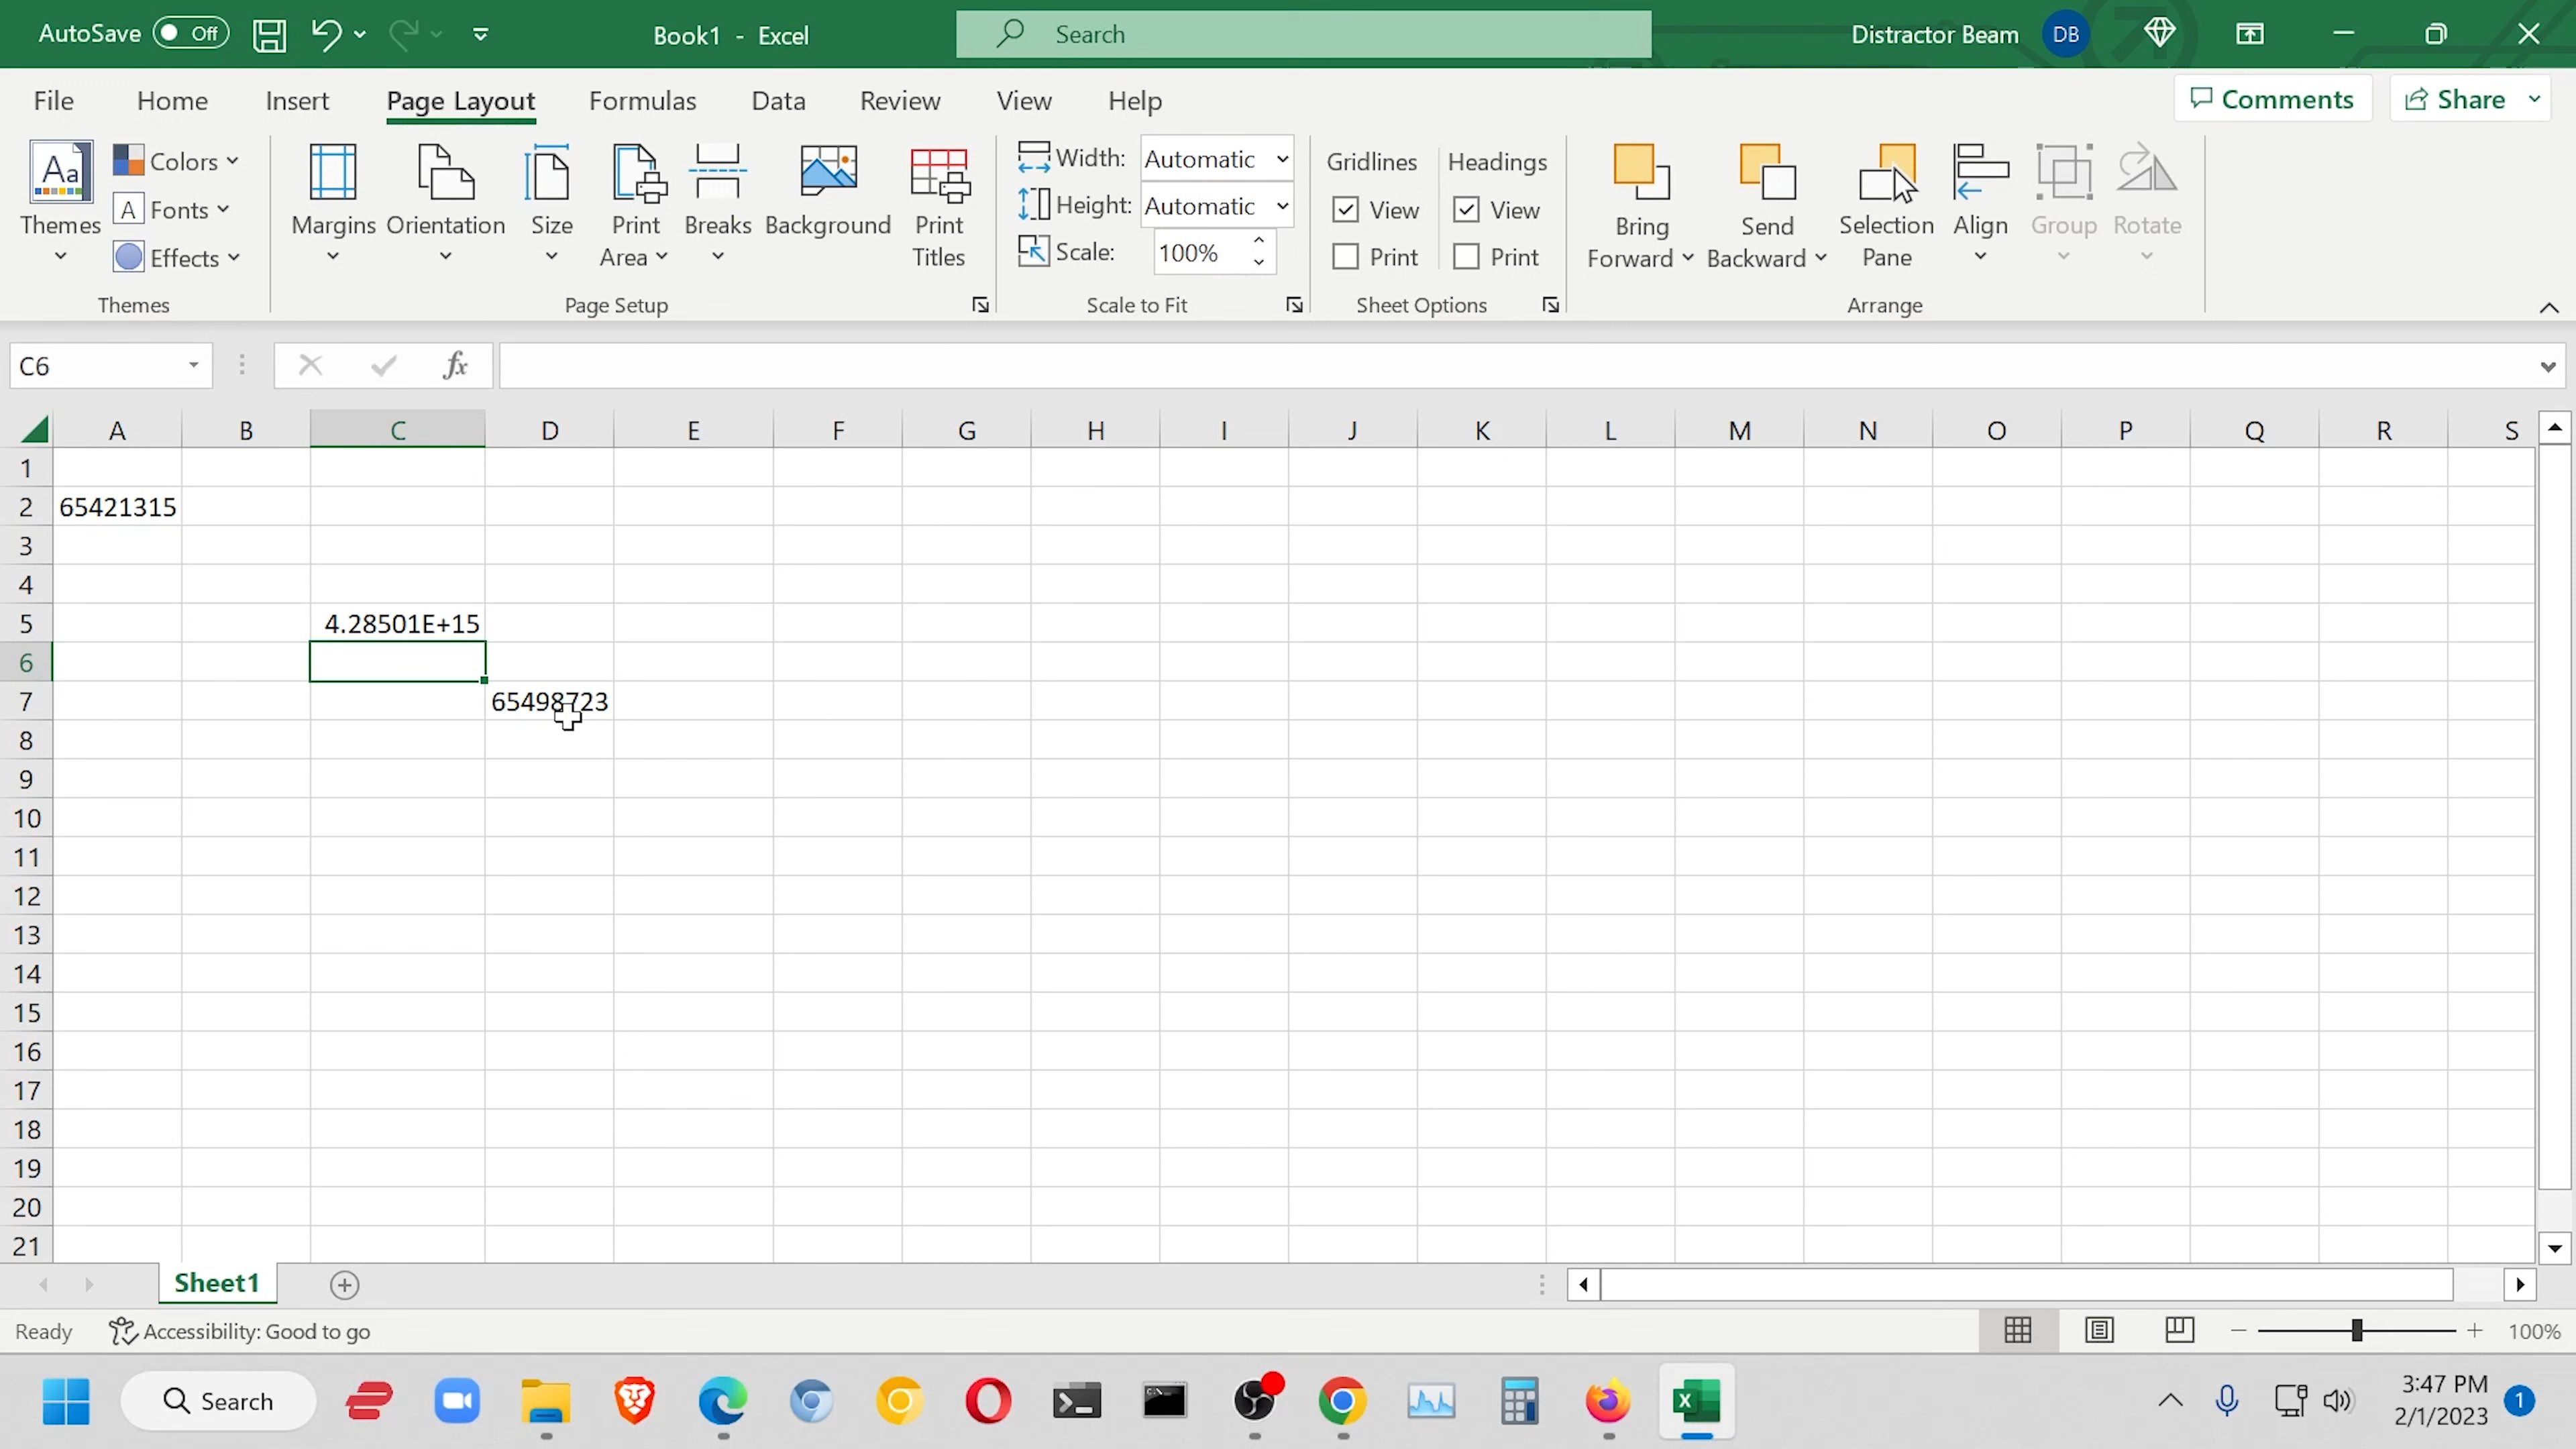 AutoSave Off Book1 - Excel Search Distractor Beam DB
File Home Insert Page Layout Formulas Data Review View Help Comments Share
Themes Colors Fonts Effects
Themes
Margins Orientation Size Print Area Breaks Background Print Titles
Page Setup
Width: Automatic
Height: Automatic
Scale: 100%
Scale to Fit
Gridlines Headings
View View
Print Print
Sheet Options
Bring Forward Send Backward Selection Pane Align Group Rotate
Arrange
C6 fx
A B C D E F G H I J K L M N O P Q R S
1
2 65421315
3
4
5 4.28501E+15
6
7 65498723
8
9
10
11
12
13
14
15
16
17
18
19
20
21
Sheet1
Ready Accessibility: Good to go 100%
Search 3:47 PM 1
2/1/2023